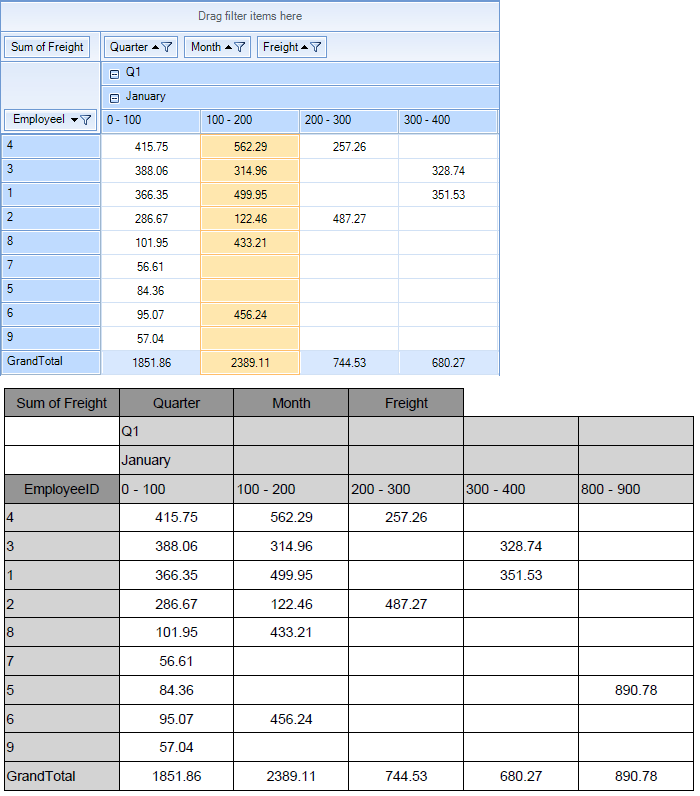 Drag filter items here
Sum of Freight Quarter Month Freight
Q1
January
EmployeeI 0 - 100 100 - 200 200 - 300 300 - 400
4 415.75 562.29 257.26
3 388.06 314.96 328.74
1 366.35 499.95 351.53
2 286.67 122.46 487.27
8 101.95 433.21
7 56.61
5 84.36
6 95.07 456.24
9 57.04
GrandTotal 1851.86 2389.11 744.53 680.27
Sum of Freight Quarter Month Freight
Q1
January
EmployeeID 0 - 100 100 - 200 200 - 300 300 - 400 800 - 900
4 415.75 562.29 257.26
3 388.06 314.96 328.74
1 366.35 499.95 351.53
2 286.67 122.46 487.27
8 101.95 433.21
7 56.61
5 84.36 890.78
6 95.07 456.24
9 57.04
GrandTotal 1851.86 2389.11 744.53 680.27 890.78